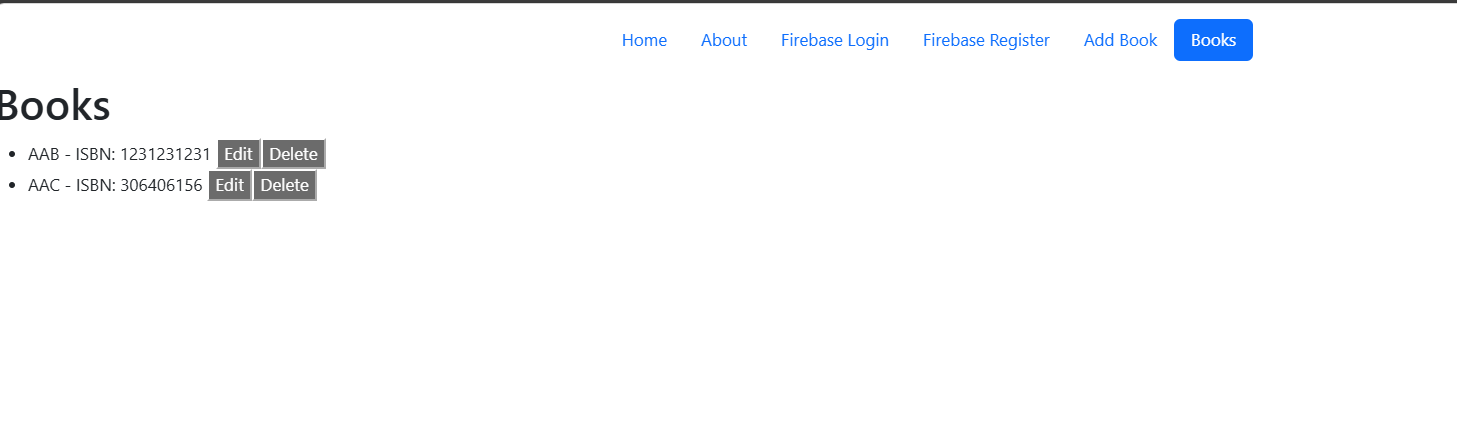 Home About Firebase Login Firebase Register Add Book Books
Books
AAB - ISBN: 1231231231 Edit Delete
AAC - ISBN: 306406156 Edit Delete